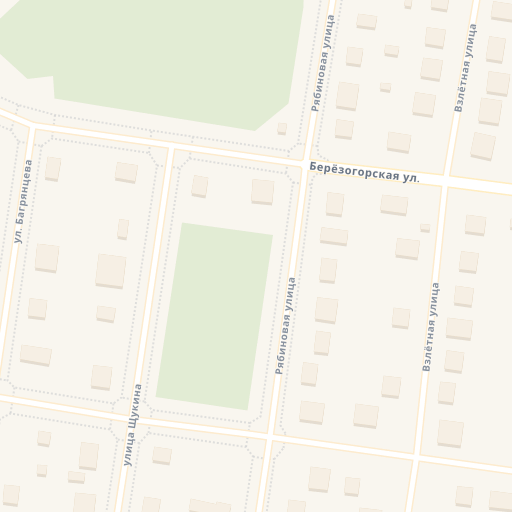 Рябиновая улица
Взлётная улица
Берёзогорская ул.
ул. Багрянцева
Рябиновая улица
Взлётная улица
улица Щукина